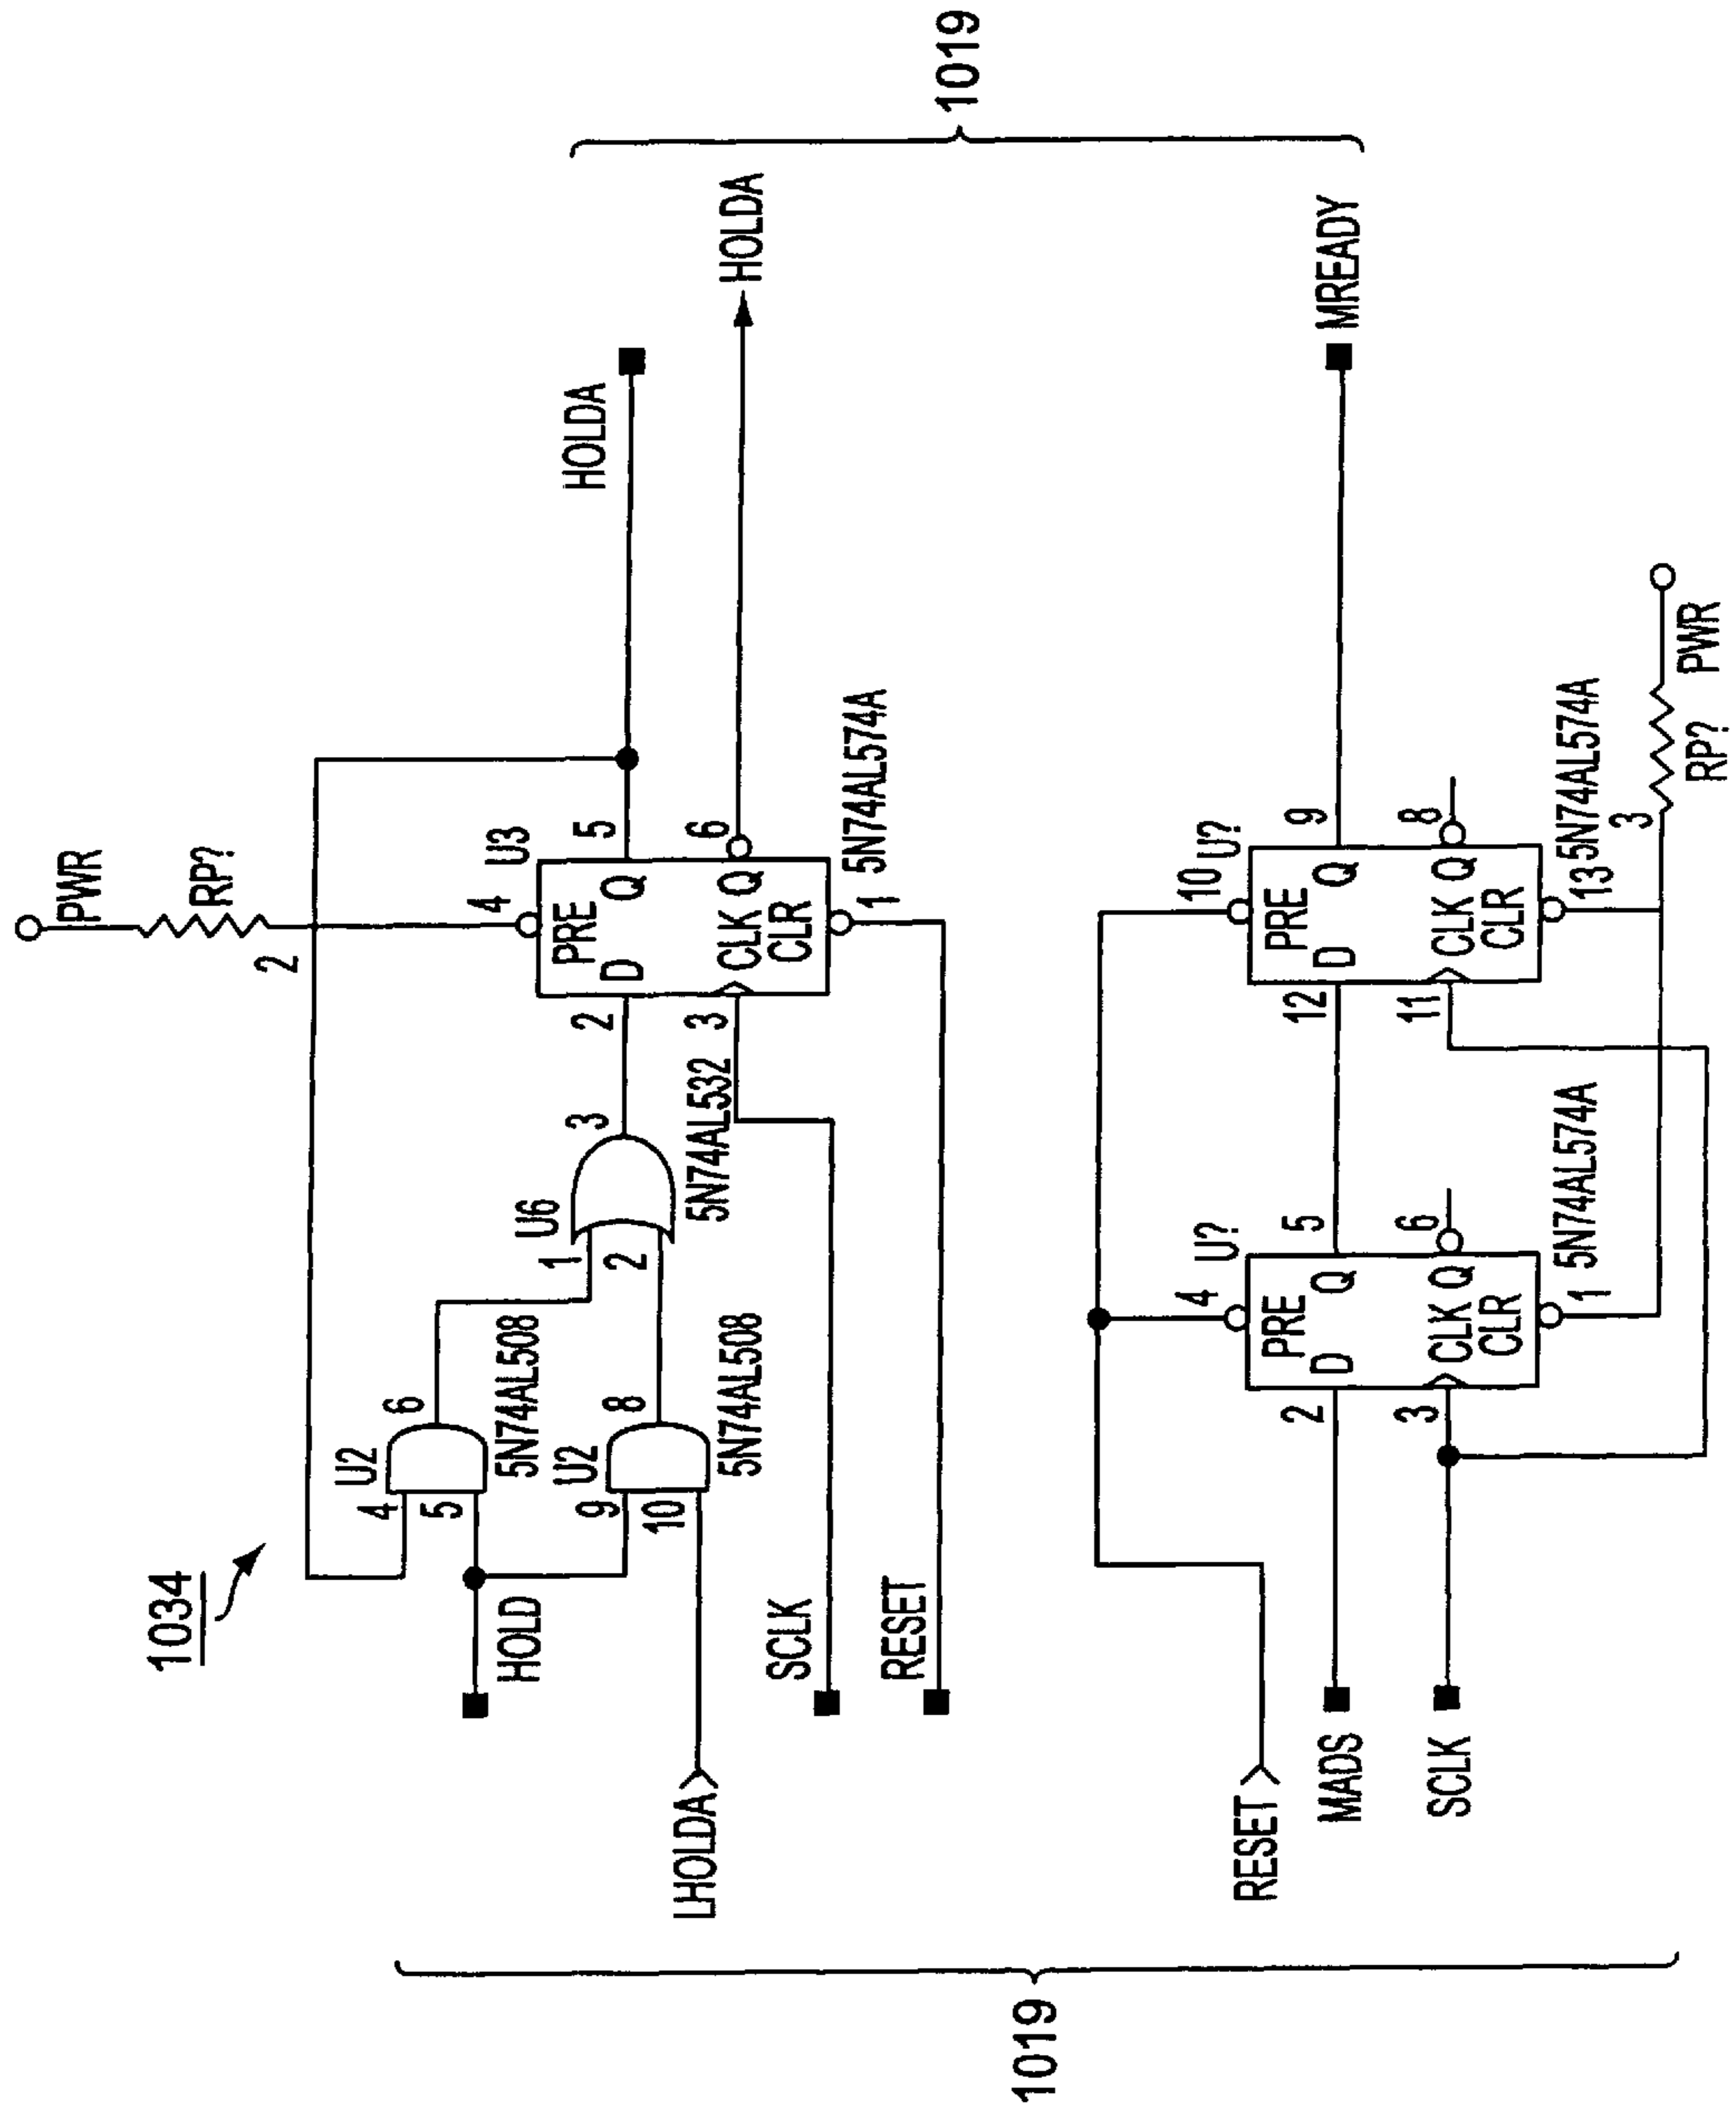 1034
PWR
RP?
2
U3
4
PRE
D
Q
CLK
Q
CLR
2
3
5
6
1
5N74AL574A
HOLDA
HOLDA
1019
U2
4
5
6
5N74AL508
U2
9
10
8
5N74AL508
U6
1
2
3
5N74AL532
HOLD
LHOLDA
SCLK
RESET
1019
RESET
MADS
SCLK
U?
4
PRE
D
Q
CLK
Q
CLR
2
3
5
6
1
5N74AL574A
U?
10
PRE
D
Q
CLK
Q
CLR
12
11
9
8
13
5N74AL574A
3
RP?
PWR
MREADY